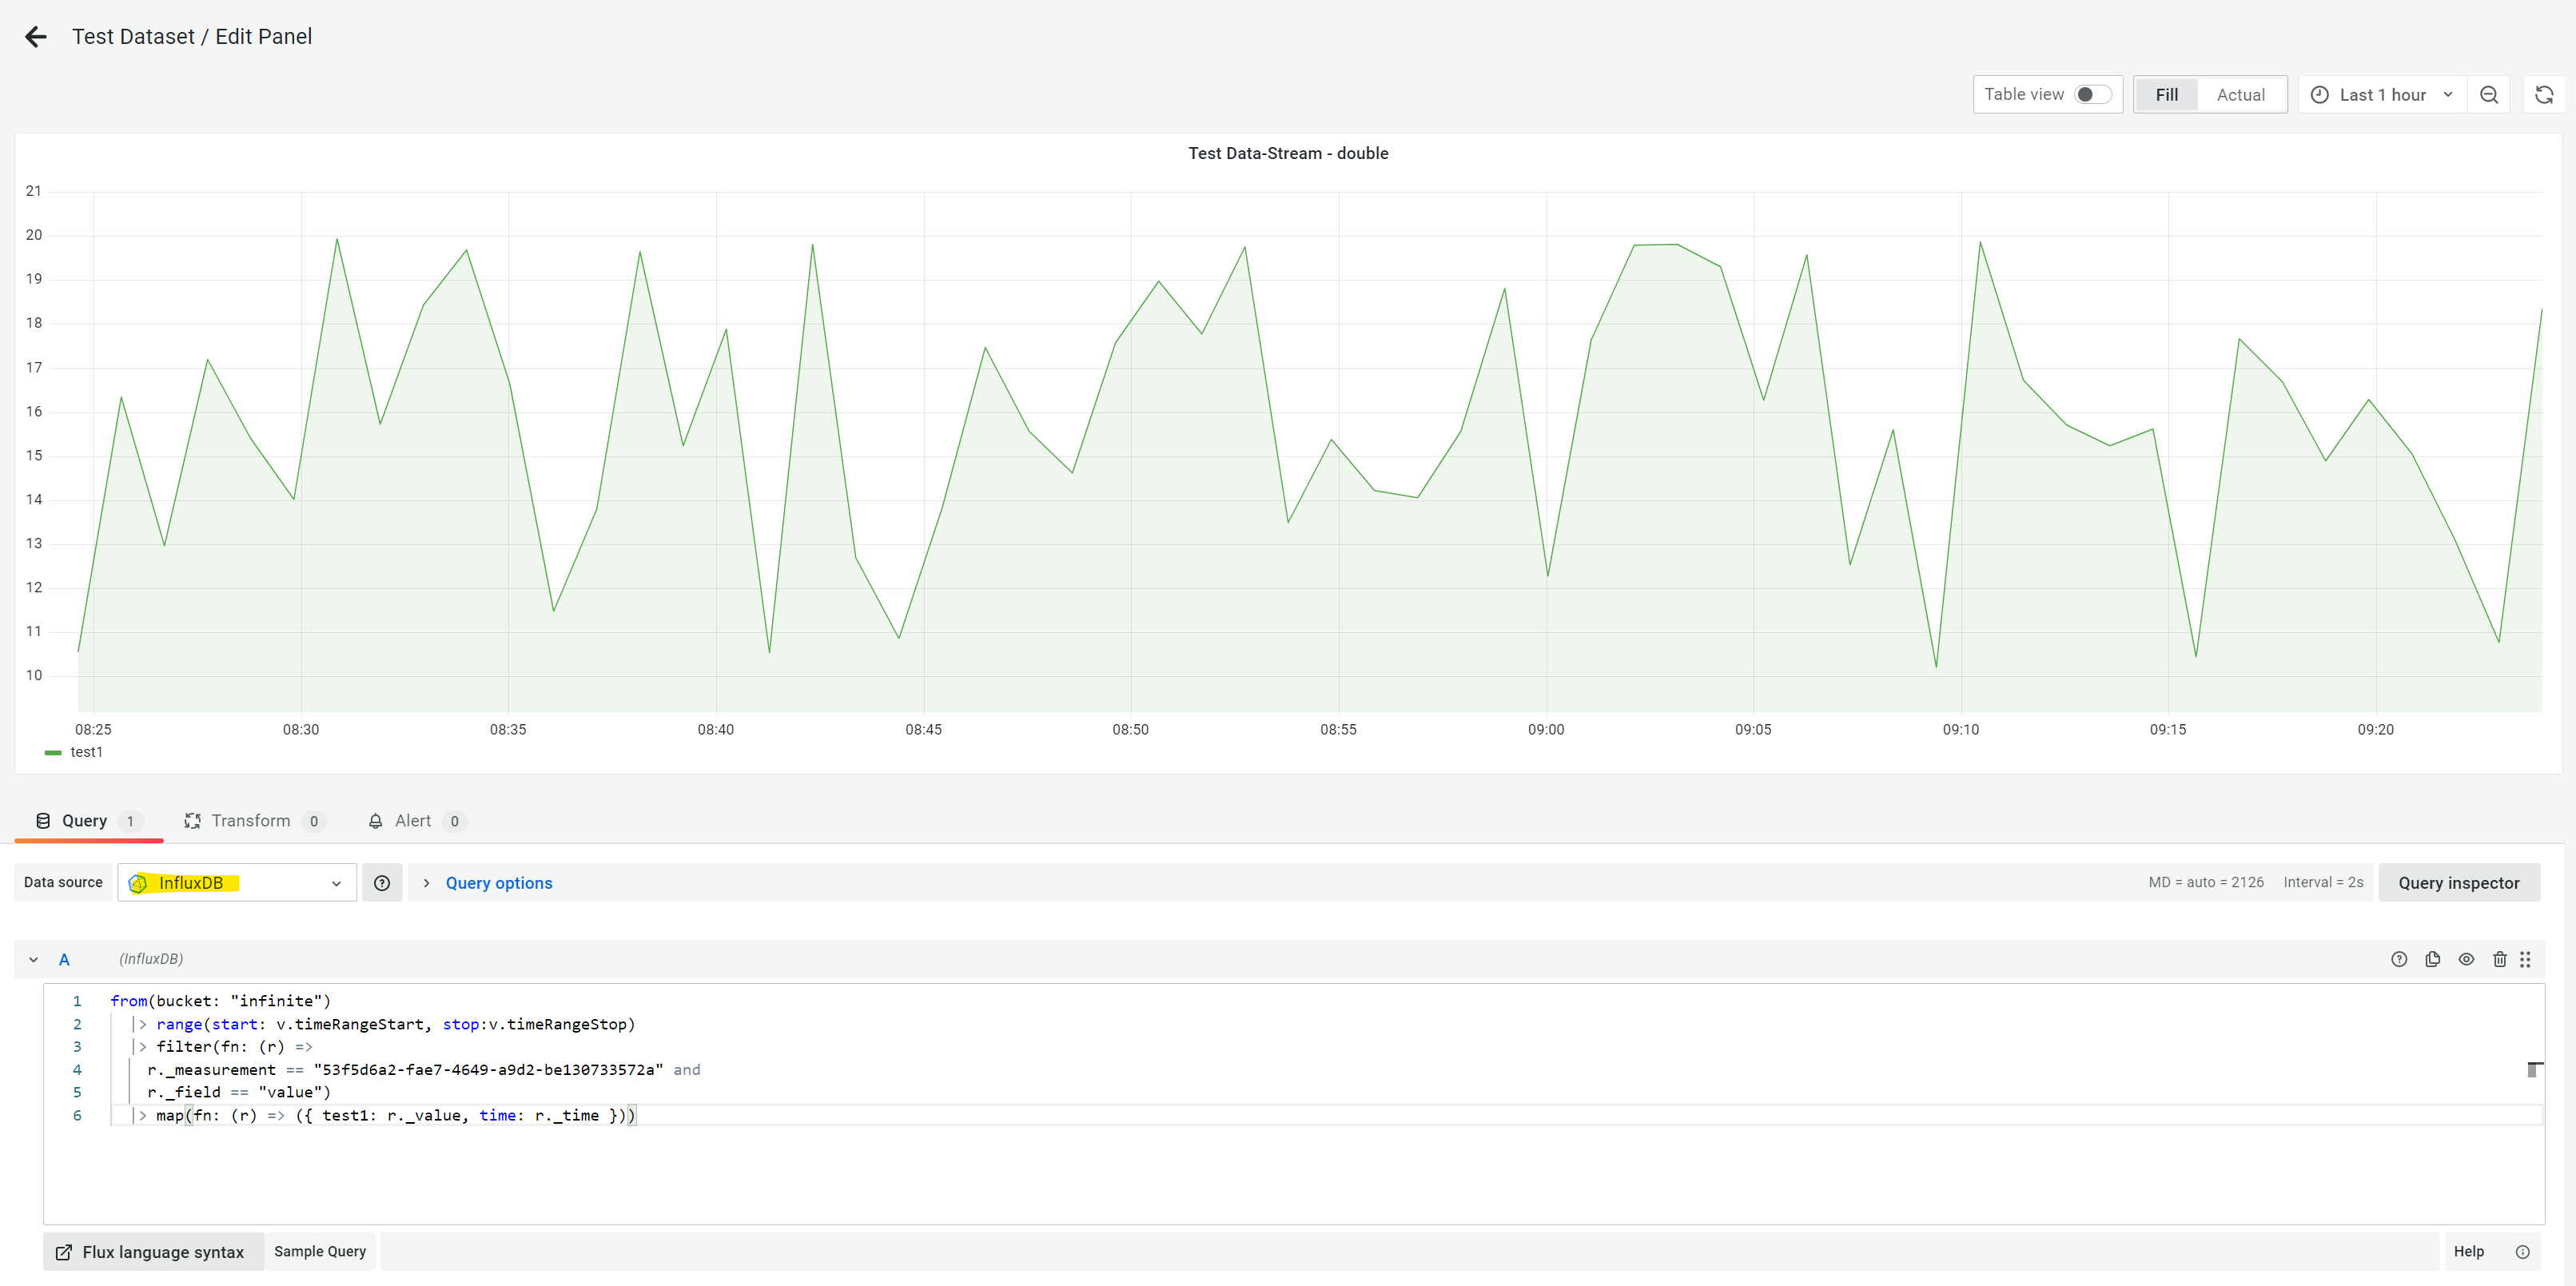 Test Dataset / Edit Panel
Table view Fill Actual Last 1 hour
Test Data-Stream - double
21
20
19
18
17
16
15
14
13
12
11
10
08:25 08:30 08:35 08:40 08:45 08:50 08:55 09:00 09:05 09:10 09:15 09:20
test1
Query 1 Transform 0 Alert 0
Data source InfluxDB Query options MD = auto = 2126 Interval = 2s Query inspector
A (InfluxDB)
1 from(bucket: "infinite")
2 |> range(start: v.timeRangeStart, stop:v.timeRangeStop)
3 |> filter(fn: (r) =>
4 r._measurement == "53f5d6a2-fae7-4649-a9d2-be130733572a" and
5 r._field == "value")
6 |> map(fn: (r) => ({ test1: r._value, time: r._time }))
Flux language syntax Sample Query Help